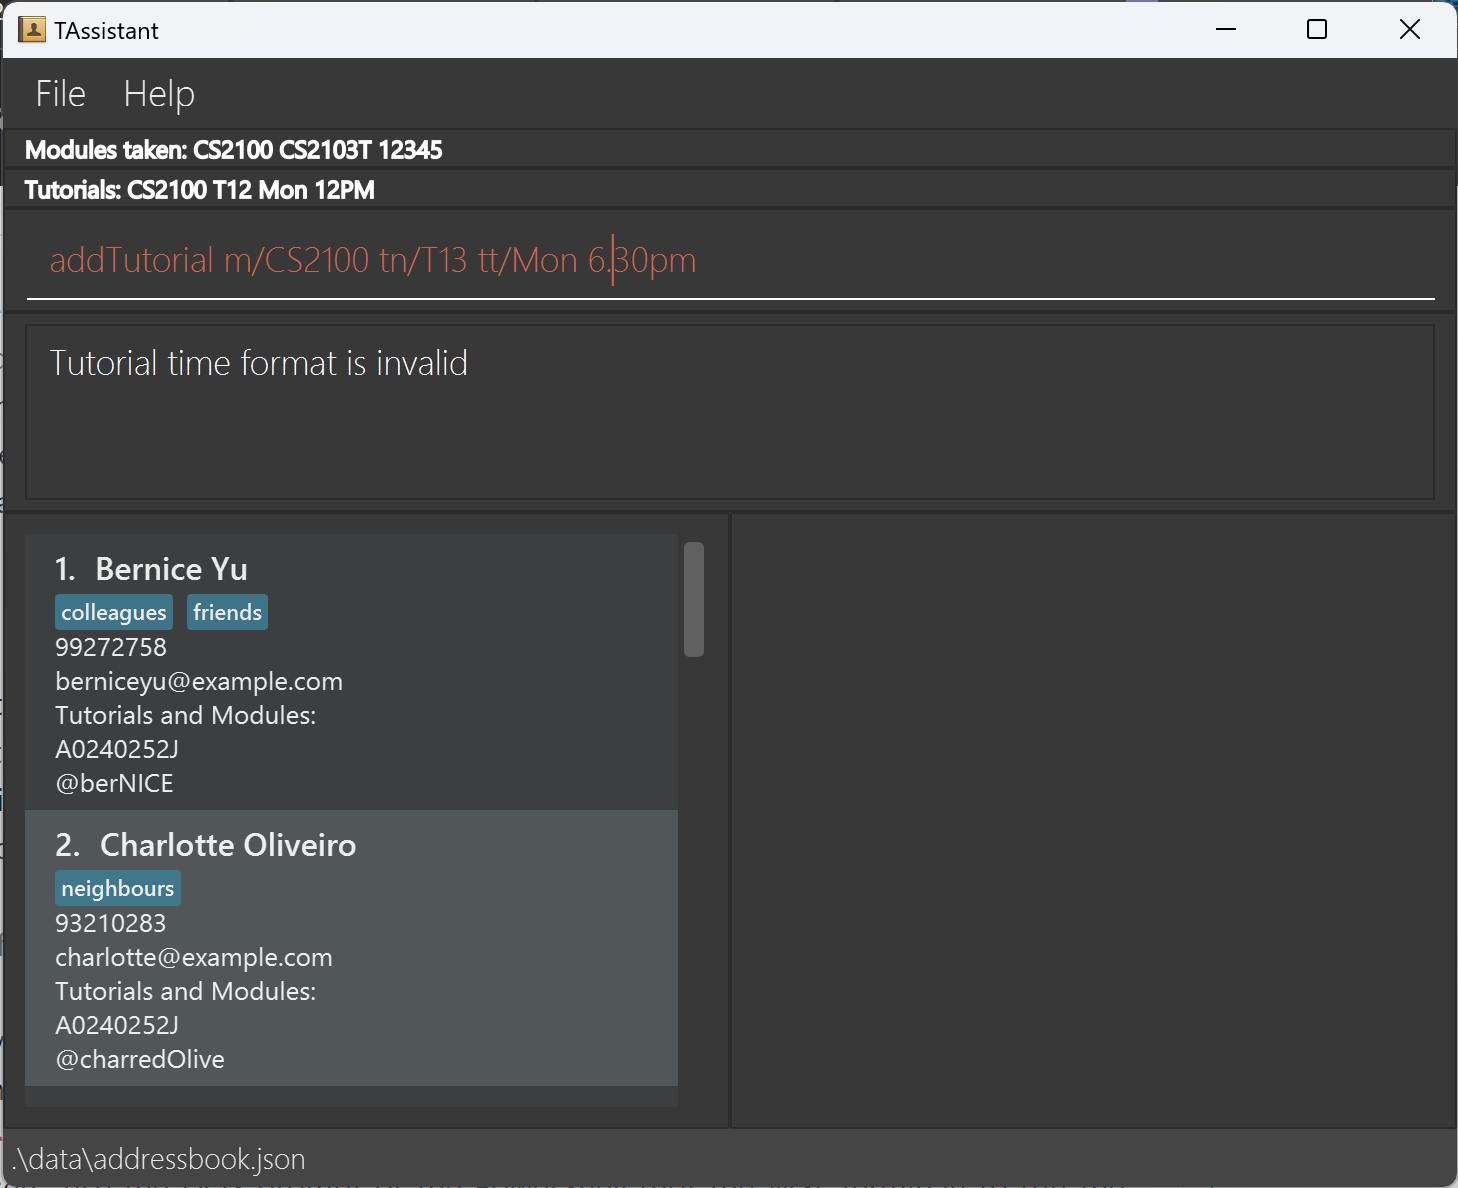 TAssistant
File Help
Modules taken: CS2100 CS2103T 12345
Tutorials: CS2100 T12 Mon 12PM
addTutorial m/CS2100 tn/T13 tt/Mon 6.30pm
Tutorial time format is invalid
1. Bernice Yu
colleagues friends
99272758
berniceyu@example.com
Tutorials and Modules:
A0240252J
@berNICE
2. Charlotte Oliveiro
neighbours
93210283
charlotte@example.com
Tutorials and Modules:
A0240252J
@charredOlive
.\data\addressbook.json